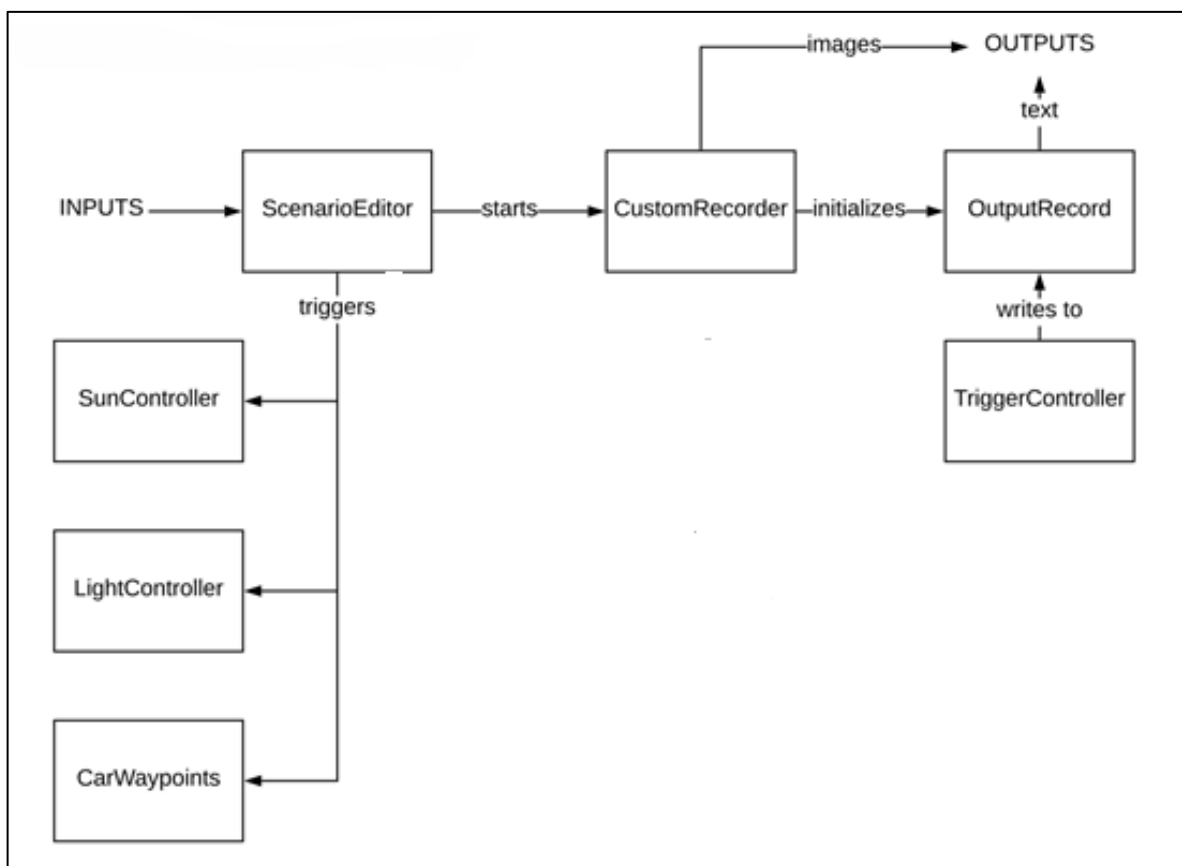 images
OUTPUTS
text
INPUTS
ScenarioEditor
starts
CustomRecorder
initializes
OutputRecord
triggers
writes to
SunController
TriggerController
LightController
CarWaypoints